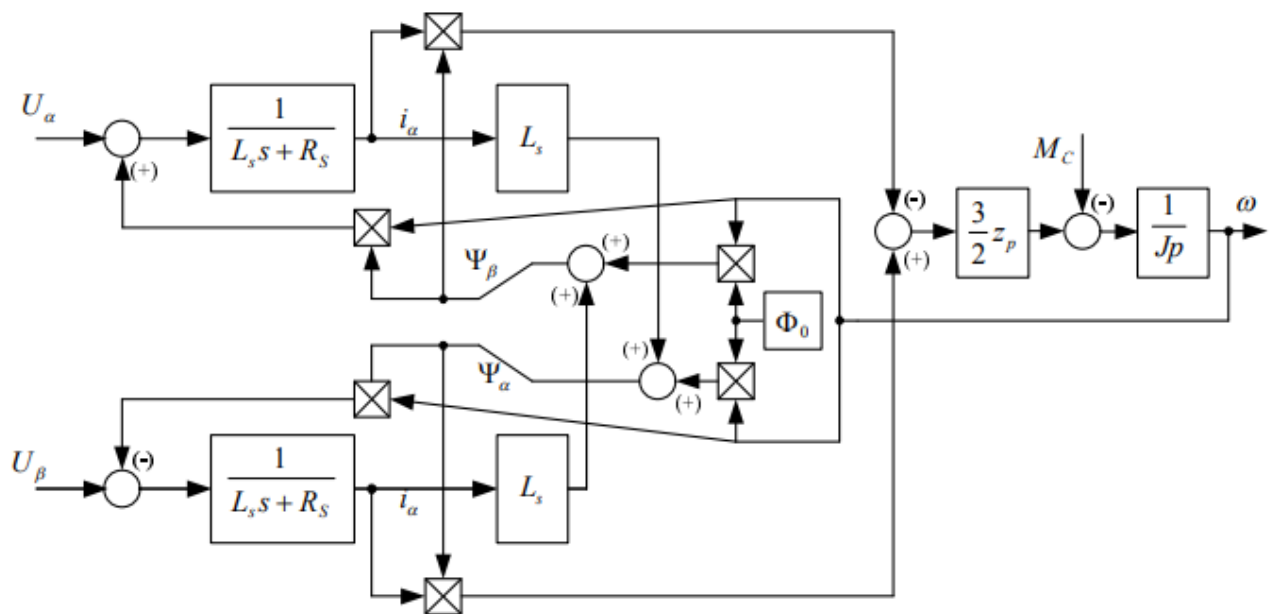 U_α
(+)
1
L_s s + R_S
i_α
L_s
M_C
(-)
(-)
3
2
z_p
1
Jp
ω
(+)
Ψ_β
(+)
(+)
Φ_0
(+)
Ψ_α
(+)
U_β
(-)
1
L_s s + R_S
i_α
L_s